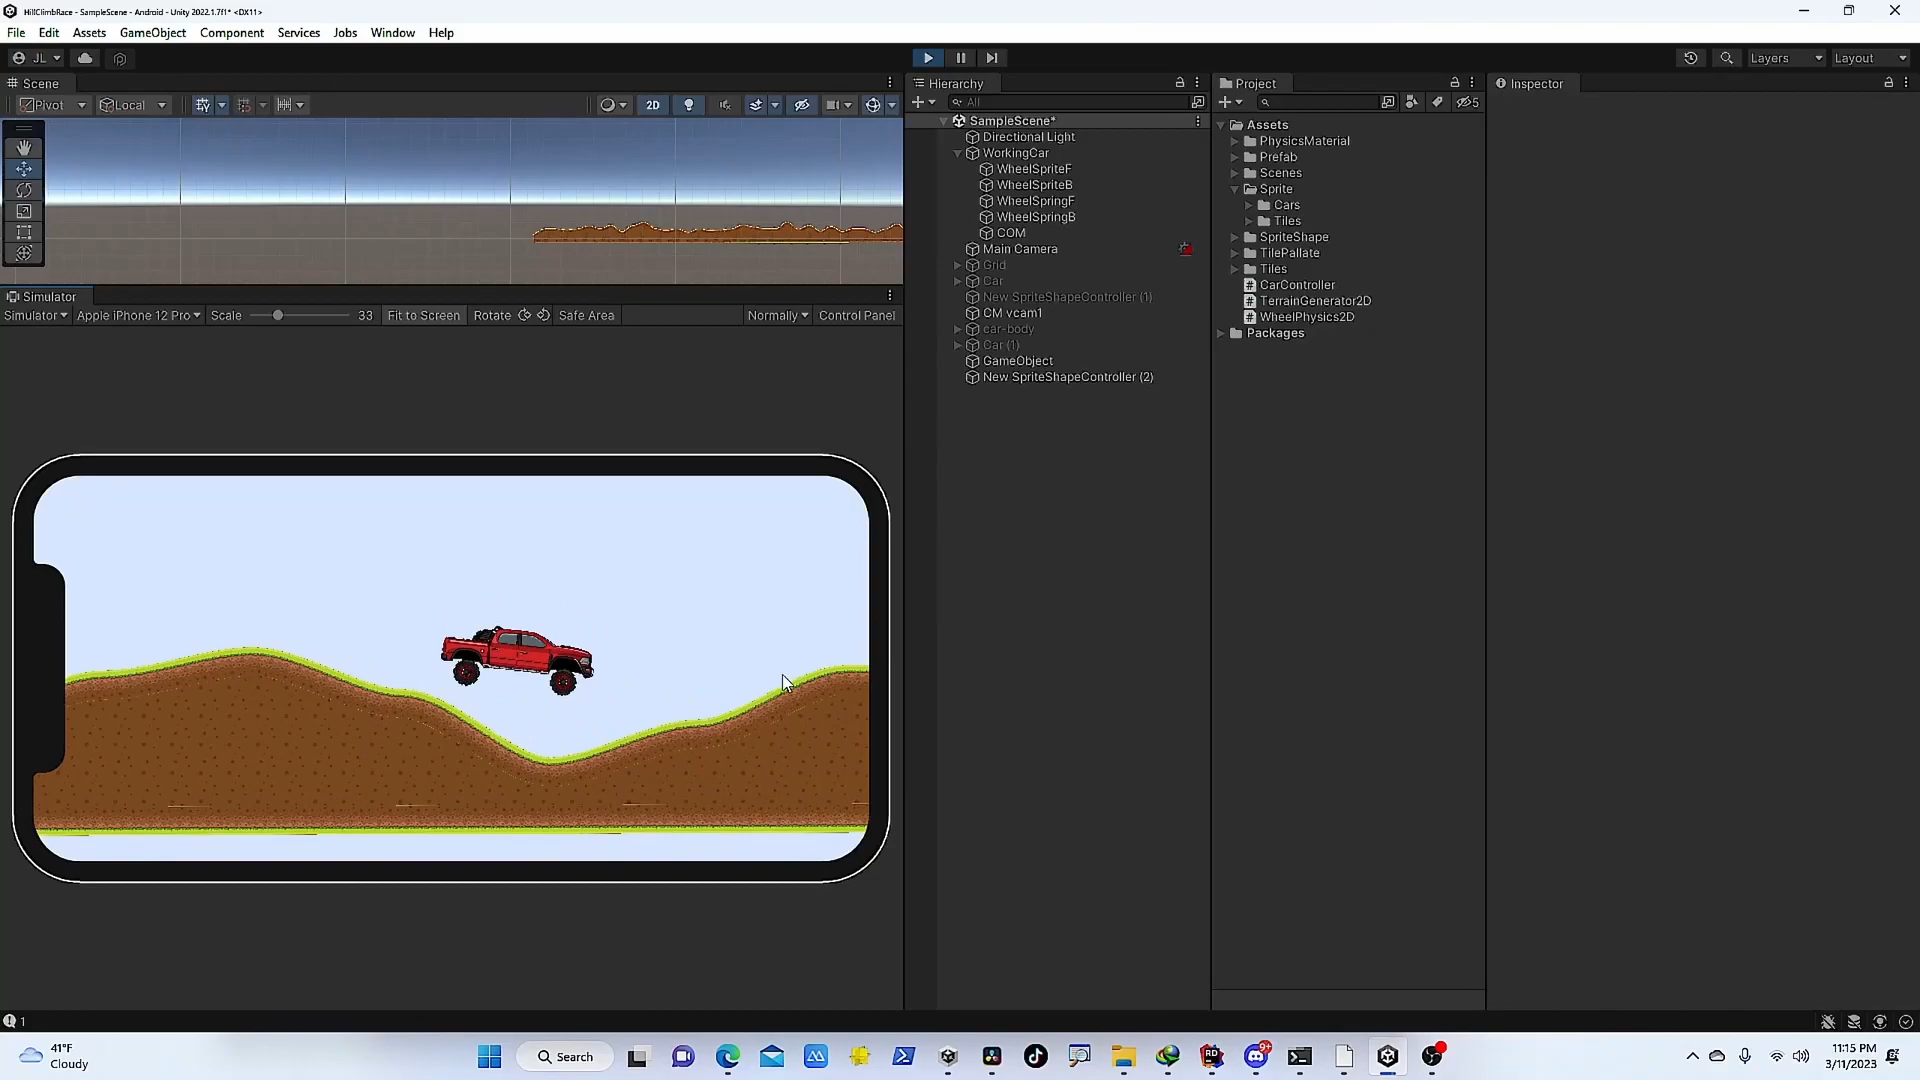 HillClimbRace - SampleScene - Android - Unity 2022.1.7f1* <DX11>
File Edit Assets GameObject Component Services Jobs Window Help
JL Layers Layout
Scene
Pivot Local 2D
Simulator
Simulator Apple iPhone 12 Pro Scale 33 Fit to Screen Rotate Safe Area Normally Control Panel
Hierarchy
All
SampleScene*
Directional Light
WorkingCar
WheelSpriteF
WheelSpriteB
WheelSpringF
WheelSpringB
COM
Main Camera
Grid
Car
New SpriteShapeController (1)
CM vcam1
car-body
Car (1)
GameObject
New SpriteShapeController (2)
Project
5
Assets
PhysicsMaterial
Prefab
Scenes
Sprite
Cars
Tiles
SpriteShape
TilePallate
Tiles
CarController
TerrainGenerator2D
WheelPhysics2D
Packages
Inspector
1
41°F
Cloudy
Search
RD
9+
11:15 PM
3/11/2023